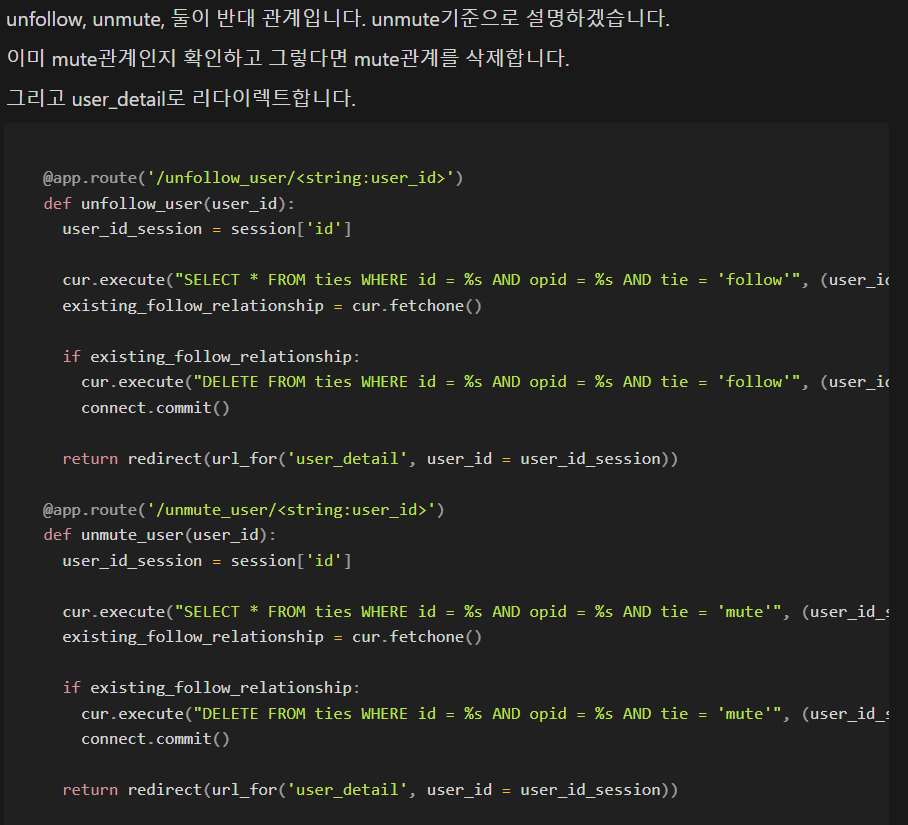 unfollow, unmute, 둘이 반대 관계입니다. unmute기준으로 설명하겠습니다.
이미 mute관계인지 확인하고 그렇다면 mute관계를 삭제합니다.
그리고 user_detail로 리다이렉트합니다.
@app.route('/unfollow_user/<string:user_id>')
def unfollow_user(user_id):
  user_id_session = session['id']
  cur.execute("SELECT * FROM ties WHERE id = %s AND opid = %s AND tie = 'follow'", (user_id
  existing_follow_relationship = cur.fetchone()
  if existing_follow_relationship:
    cur.execute("DELETE FROM ties WHERE id = %s AND opid = %s AND tie = 'follow'", (user_id
    connect.commit()
  return redirect(url_for('user_detail', user_id = user_id_session))
@app.route('/unmute_user/<string:user_id>')
def unmute_user(user_id):
  user_id_session = session['id']
  cur.execute("SELECT * FROM ties WHERE id = %s AND opid = %s AND tie = 'mute'", (user_id_s
  existing_follow_relationship = cur.fetchone()
  if existing_follow_relationship:
    cur.execute("DELETE FROM ties WHERE id = %s AND opid = %s AND tie = 'mute'", (user_id_s
    connect.commit()
  return redirect(url_for('user_detail', user_id = user_id_session))